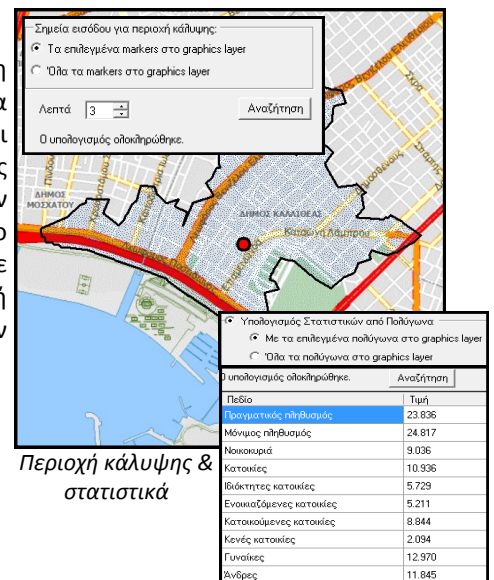 Σημεία εισόδου για περιοχή κάλυψης:
Τα επιλεγμένα markers στο graphics layer
Όλα τα markers στο graphics layer
Λεπτά 3 Αναζήτηση
Ο υπολογισμός ολοκληρώθηκε.
η
α
ι
ς
ν
ο
ε
ή
ν
Βενιζέλου Ελευθερίου
Σκρα
ΔΗΜΟΣ
ΜΟΣΧΑΤΟΥ
ΔΗΜΟΣ ΚΑΛΛΙΘΕΑΣ
Δημοσθένους
Υπολογισμός Στατιστικών από Πολύγωνα
Με τα επιλεγμένα πολύγωνα στο graphics layer
Όλα τα πολύγωνα στο graphics layer
Ο υπολογισμός ολοκληρώθηκε. Αναζήτηση
Πεδίο Τιμή
Πραγματικός πληθυσμός 23.836
Μόνιμος πληθυσμός 24.817
Νοικοκυριά 9.036
Κατοικίες 10.936
Ιδιόκτητες κατοικίες 5.729
Ενοικιαζόμενες κατοικίες 5.211
Κατοικούμενες κατοικίες 8.844
Κενές κατοικίες 2.094
Γυναίκες 12.970
Άνδρες 11.845
Περιοχή κάλυψης &
στατιστικά